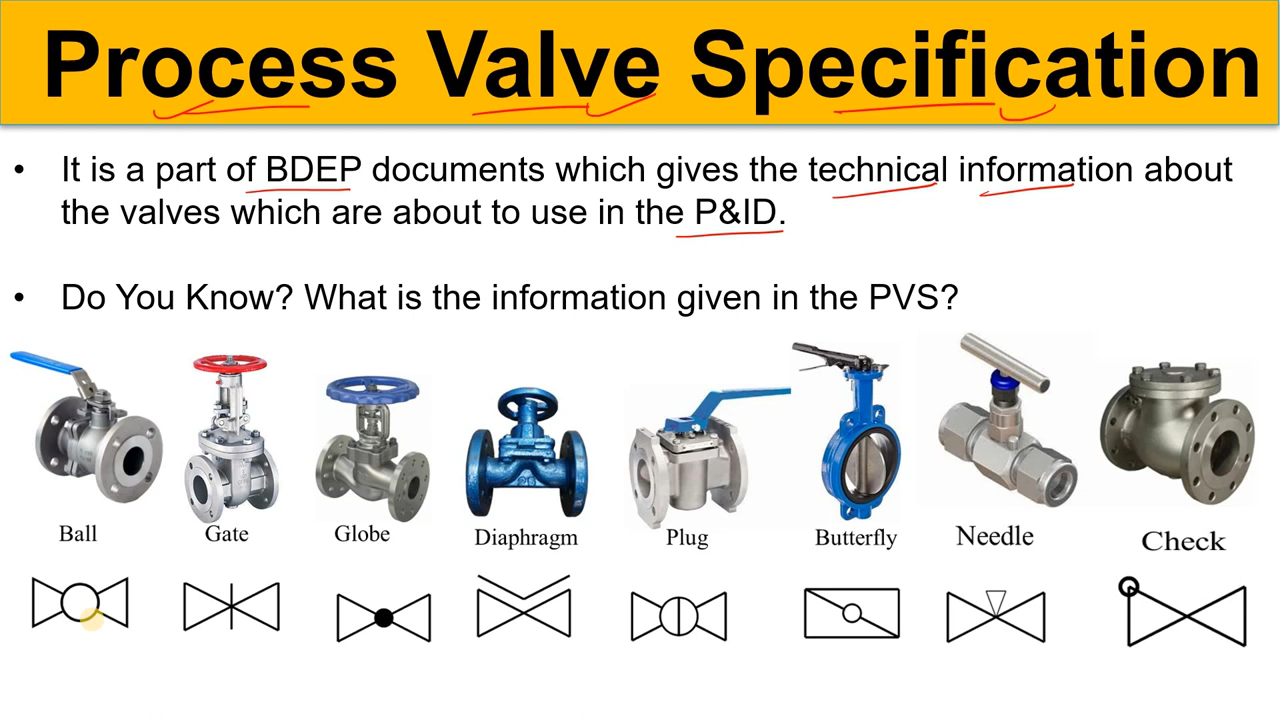 Process Valve Specification
• It is a part of BDEP documents which gives the technical information about
the valves which are about to use in the P&ID.
• Do You Know? What is the information given in the PVS?
Ball Gate Globe Diaphragm Plug Butterfly Needle Check